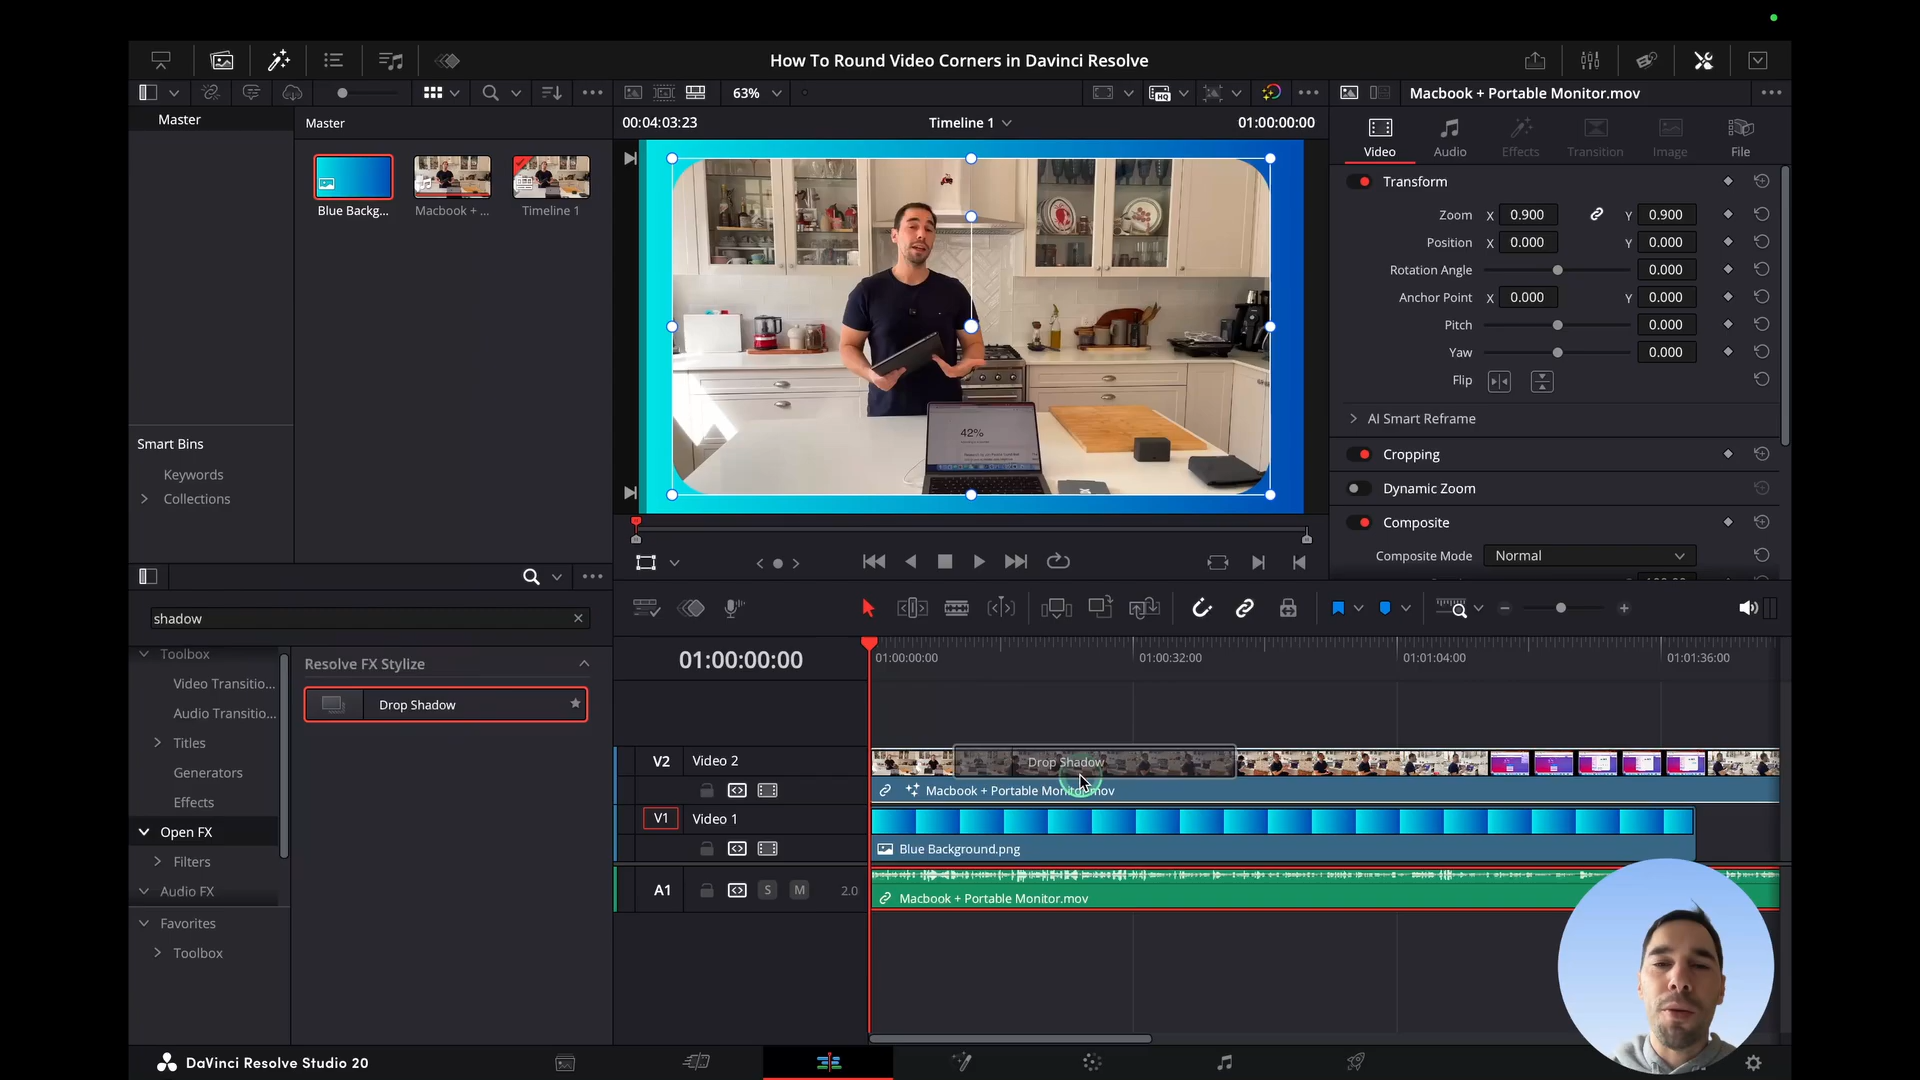 How To Round Video Corners in Davinci Resolve
63%
Macbook + Portable Monitor.mov
Master
Master
00:04:03:23
Timeline 1
01:00:00:00
Video
Audio
Effects
Transition
Image
File
Blue Backg...
Macbook + ...
Timeline 1
Transform
Zoom X 0.900 Y 0.900
Position X 0.000 Y 0.000
Rotation Angle 0.000
Anchor Point X 0.000 Y 0.000
Pitch 0.000
Yaw 0.000
Flip
AI Smart Reframe
Cropping
Dynamic Zoom
Composite
Composite Mode Normal
42%
Smart Bins
Keywords
Collections
shadow
Toolbox
Video Transitio...
Audio Transitio...
Titles
Generators
Effects
Open FX
Filters
Audio FX
Favorites
Toolbox
Resolve FX Stylize
Drop Shadow
01:00:00:00
01:00:00:00
01:00:32:00
01:01:04:00
01:01:36:00
V2 Video 2
Drop Shadow
Macbook + Portable Monitor.mov
V1 Video 1
Blue Background.png
A1 S M 2.0
Macbook + Portable Monitor.mov
DaVinci Resolve Studio 20